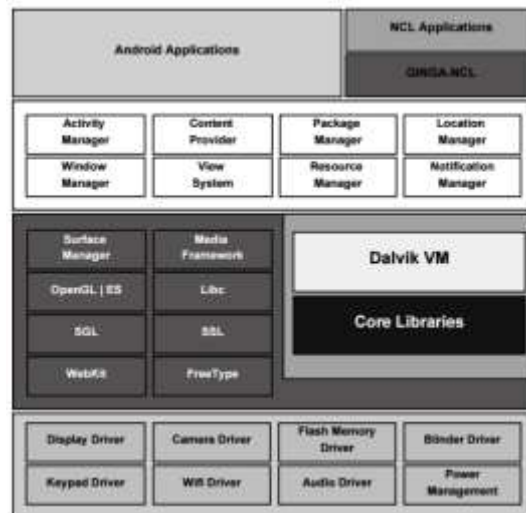 Android Applications
NCL Applications
GINGA-NCL
Activity
Manager
Content
Provider
Package
Manager
Location
Manager
Window
Manager
View
System
Resource
Manager
Notification
Manager
Surface
Manager
Media
Framework
Dalvik VM
OpenGL | ES
Libc
Core Libraries
SGL
SSL
WebKit
FreeType
Display Driver
Camera Driver
Flash Memory
Driver
Blinder Driver
Keypad Driver
Wifi Driver
Audio Driver
Power
Management